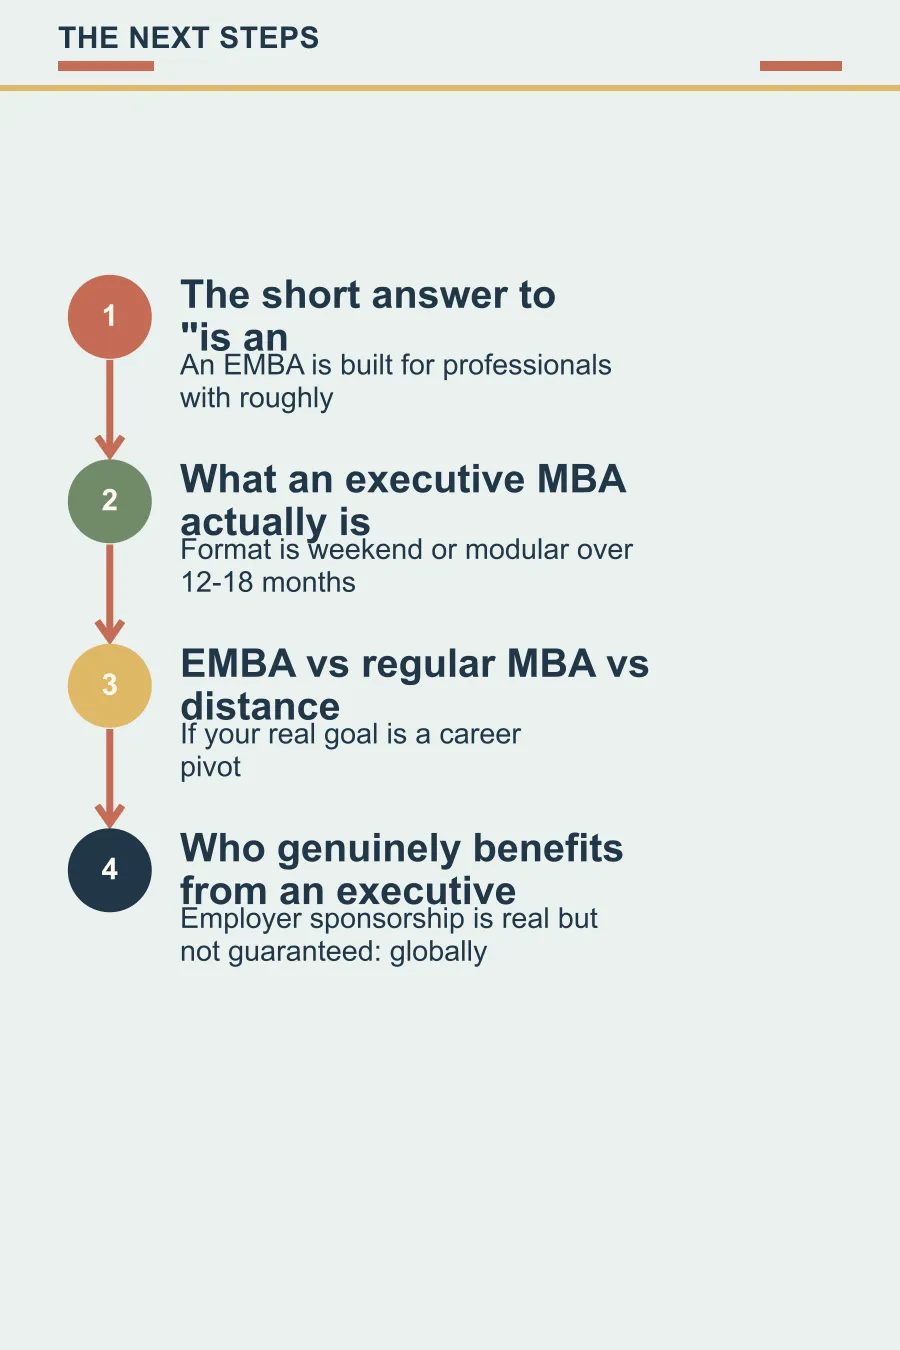 THE NEXT STEPS
1
The short answer to
"is an
An EMBA is built for professionals
with roughly
2
What an executive MBA
actually is
Format is weekend or modular over
12-18 months
3
EMBA vs regular MBA vs
distance
If your real goal is a career
pivot
4
Who genuinely benefits
from an executive
Employer sponsorship is real but
not guaranteed: globally